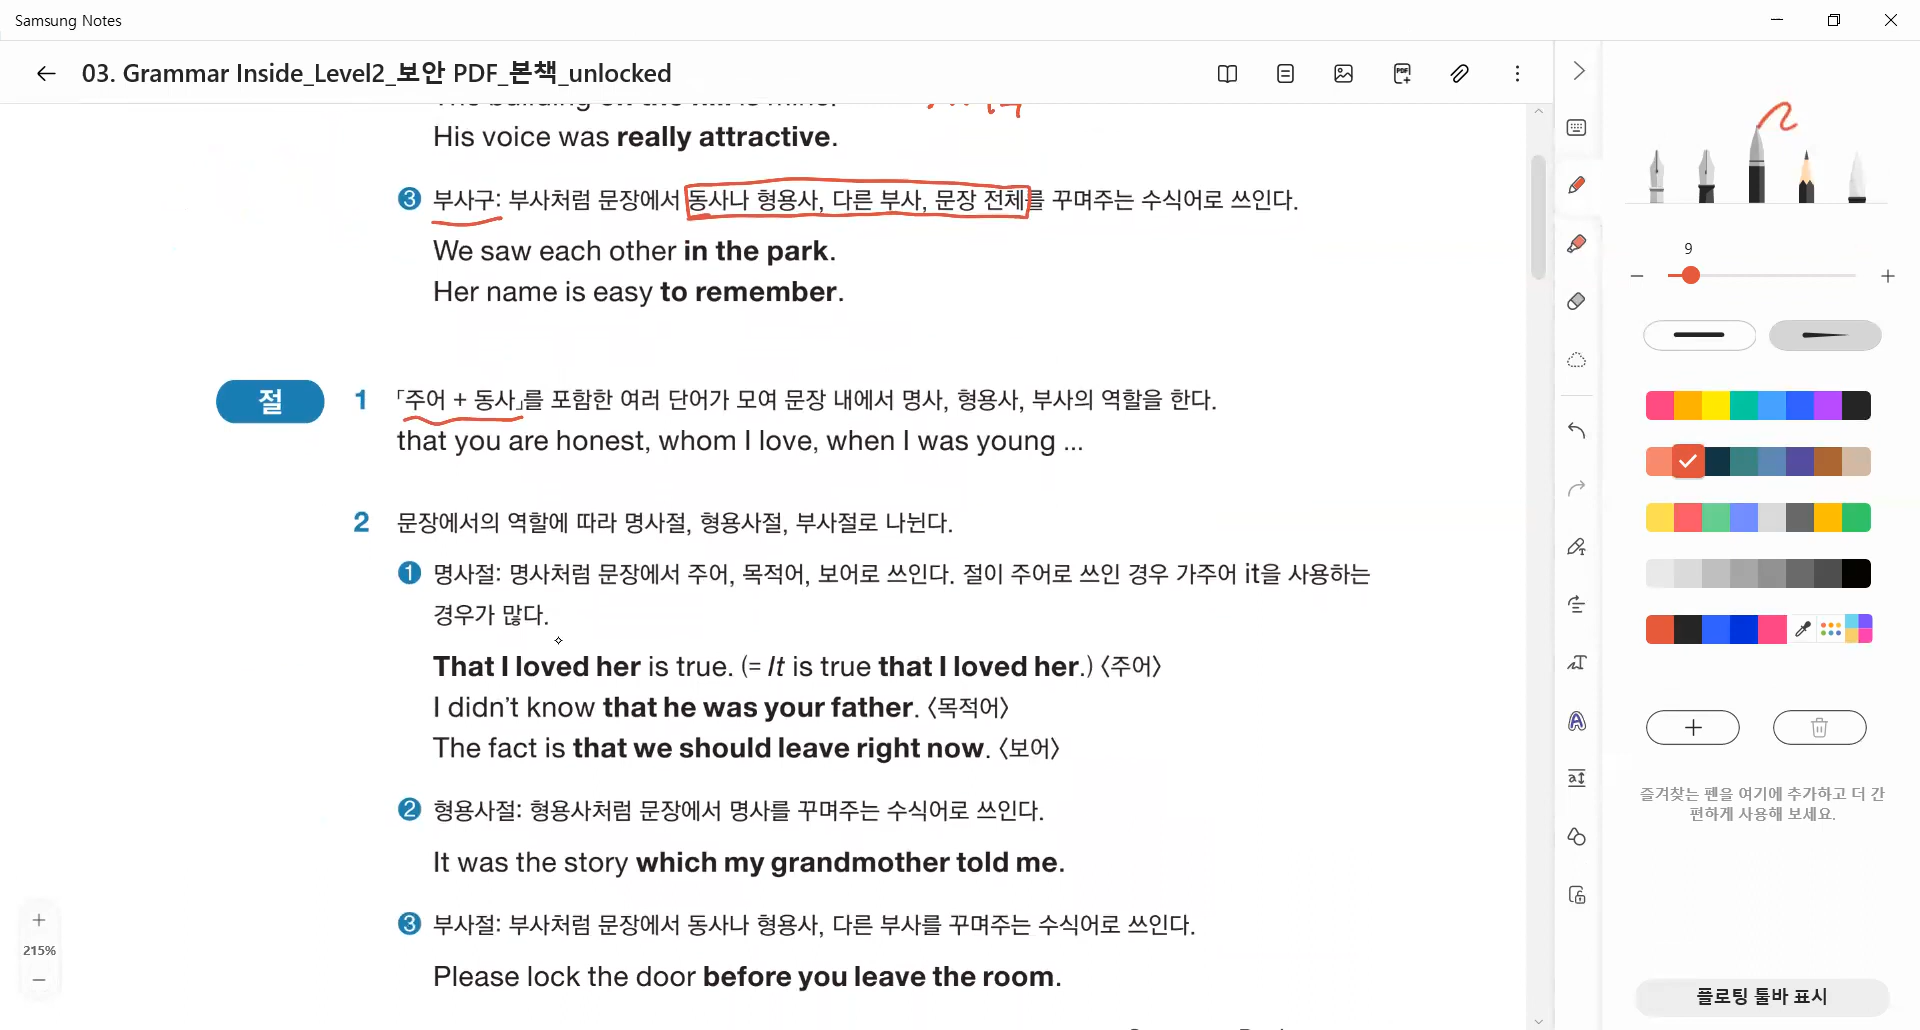 Samsung Notes
03. Grammar Inside_Level2_보안 PDF_본책_unlocked
His voice was really attractive.
❸ 부사구: 부사처럼 문장에서 동사나 형용사, 다른 부사, 문장 전체를 꾸며주는 수식어로 쓰인다.
We saw each other in the park.
Her name is easy to remember.
절
1 「주어 + 동사」를 포함한 여러 단어가 모여 문장 내에서 명사, 형용사, 부사의 역할을 한다.
that you are honest, whom I love, when I was young ...
2 문장에서의 역할에 따라 명사절, 형용사절, 부사절로 나뉜다.
❶ 명사절: 명사처럼 문장에서 주어, 목적어, 보어로 쓰인다. 절이 주어로 쓰인 경우 가주어 it을 사용하는
경우가 많다.
That I loved her is true. (= It is true that I loved her.) 〈주어〉
I didn't know that he was your father. 〈목적어〉
The fact is that we should leave right now. 〈보어〉
❷ 형용사절: 형용사처럼 문장에서 명사를 꾸며주는 수식어로 쓰인다.
It was the story which my grandmother told me.
❸ 부사절: 부사처럼 문장에서 동사나 형용사, 다른 부사를 꾸며주는 수식어로 쓰인다.
Please lock the door before you leave the room.
215%
9
즐겨찾는 펜을 여기에 추가하고 더 간
편하게 사용해 보세요.
플로팅 툴바 표시